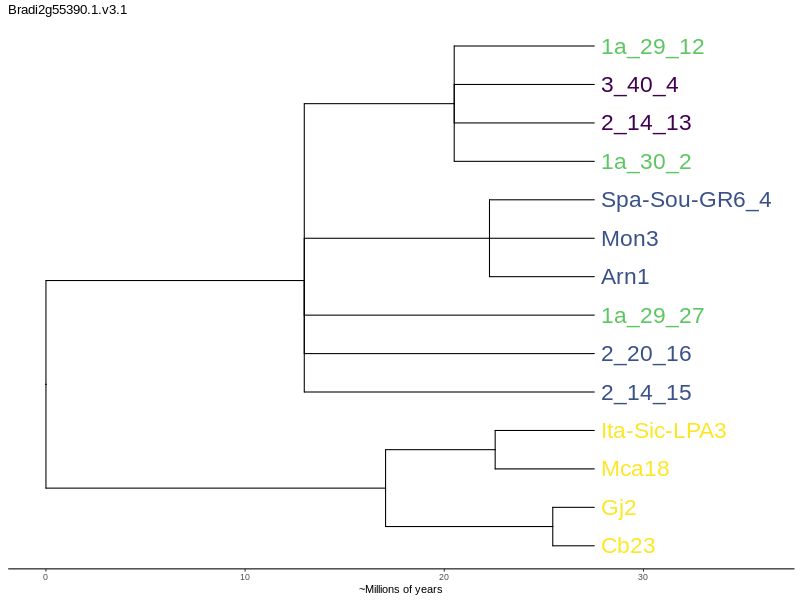 Bradi2g55390.1.v3.1
1a_29_12
3_40_4
2_14_13
1a_30_2
Spa-Sou-GR6_4
Mon3
Arn1
1a_29_27
2_20_16
2_14_15
Ita-Sic-LPA3
Mca18
Gj2
Cb23
0 10 20 30
~Millions of years